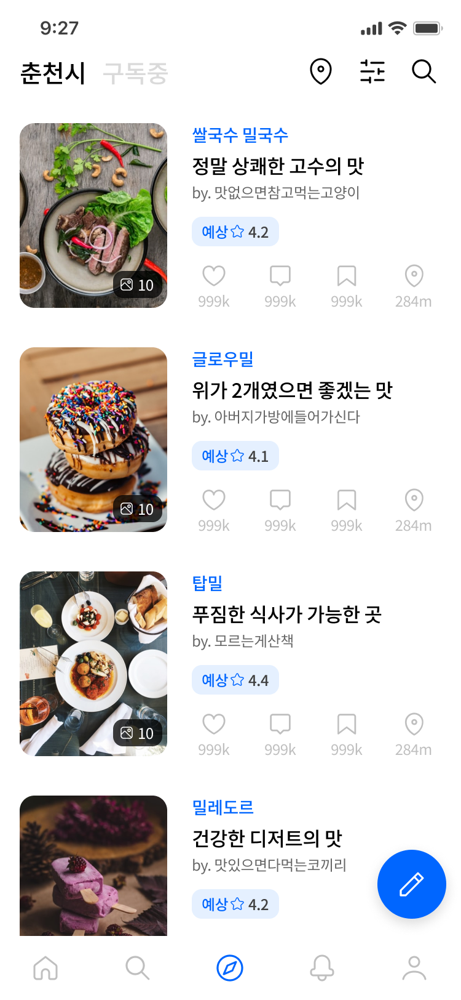 9:27
춘천시 구독중
쌀국수 밀국수
정말 상쾌한 고수의 맛
by. 맛없으면참고먹는고양이
예상 4.2
10
999k 999k 999k 284m
글로우밀
위가 2개였으면 좋겠는 맛
by. 아버지가방에들어가신다
예상 4.1
10
999k 999k 999k 284m
탑밀
푸짐한 식사가 가능한 곳
by. 모르는게산책
예상 4.4
10
999k 999k 999k 284m
밀레도르
건강한 디저트의 맛
by. 맛있으면다먹는코끼리
예상 4.2